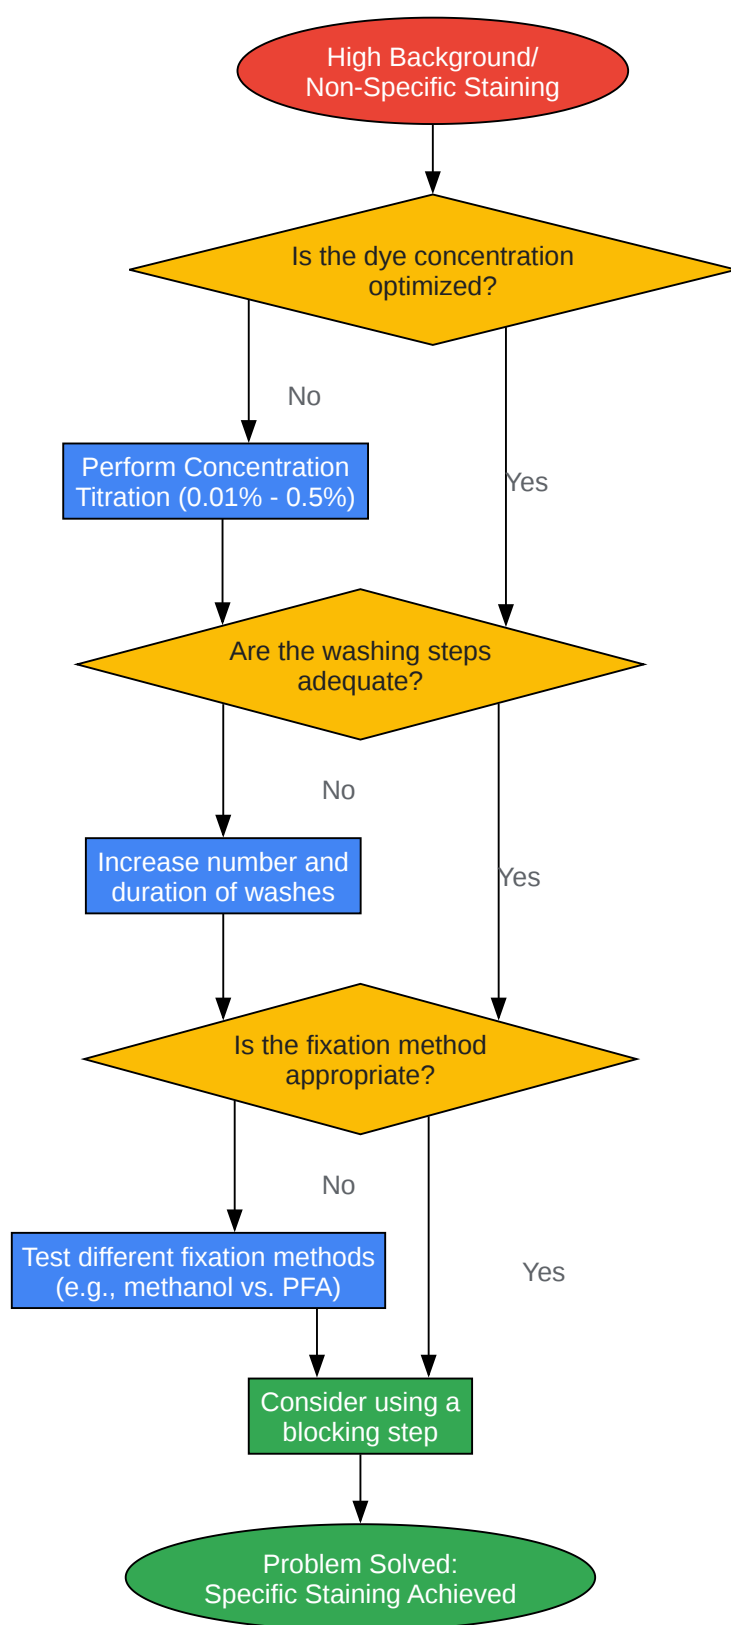 High Background/
Non-Specific Staining
Is the dye concentration
optimized?
No
Perform Concentration
Titration (0.01% - 0.5%)
Yes
Are the washing steps
adequate?
No
Increase number and
duration of washes
Yes
Is the fixation method
appropriate?
No
Test different fixation methods
(e.g., methanol vs. PFA)
Yes
Consider using a
blocking step
Problem Solved:
Specific Staining Achieved